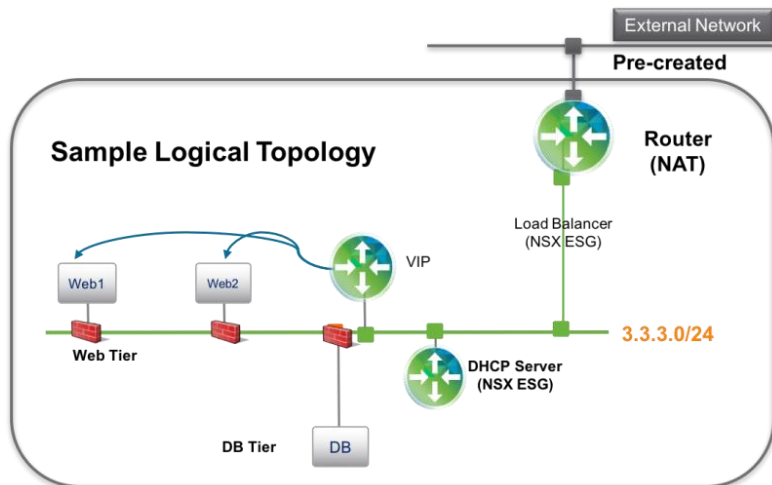 External Network
Pre-created
Sample Logical Topology
Router
(NAT)
Load Balancer
(NSX ESG)
VIP
Web1
Web2
3.3.3.0/24
Web Tier
DHCP Server
(NSX ESG)
DB Tier
DB